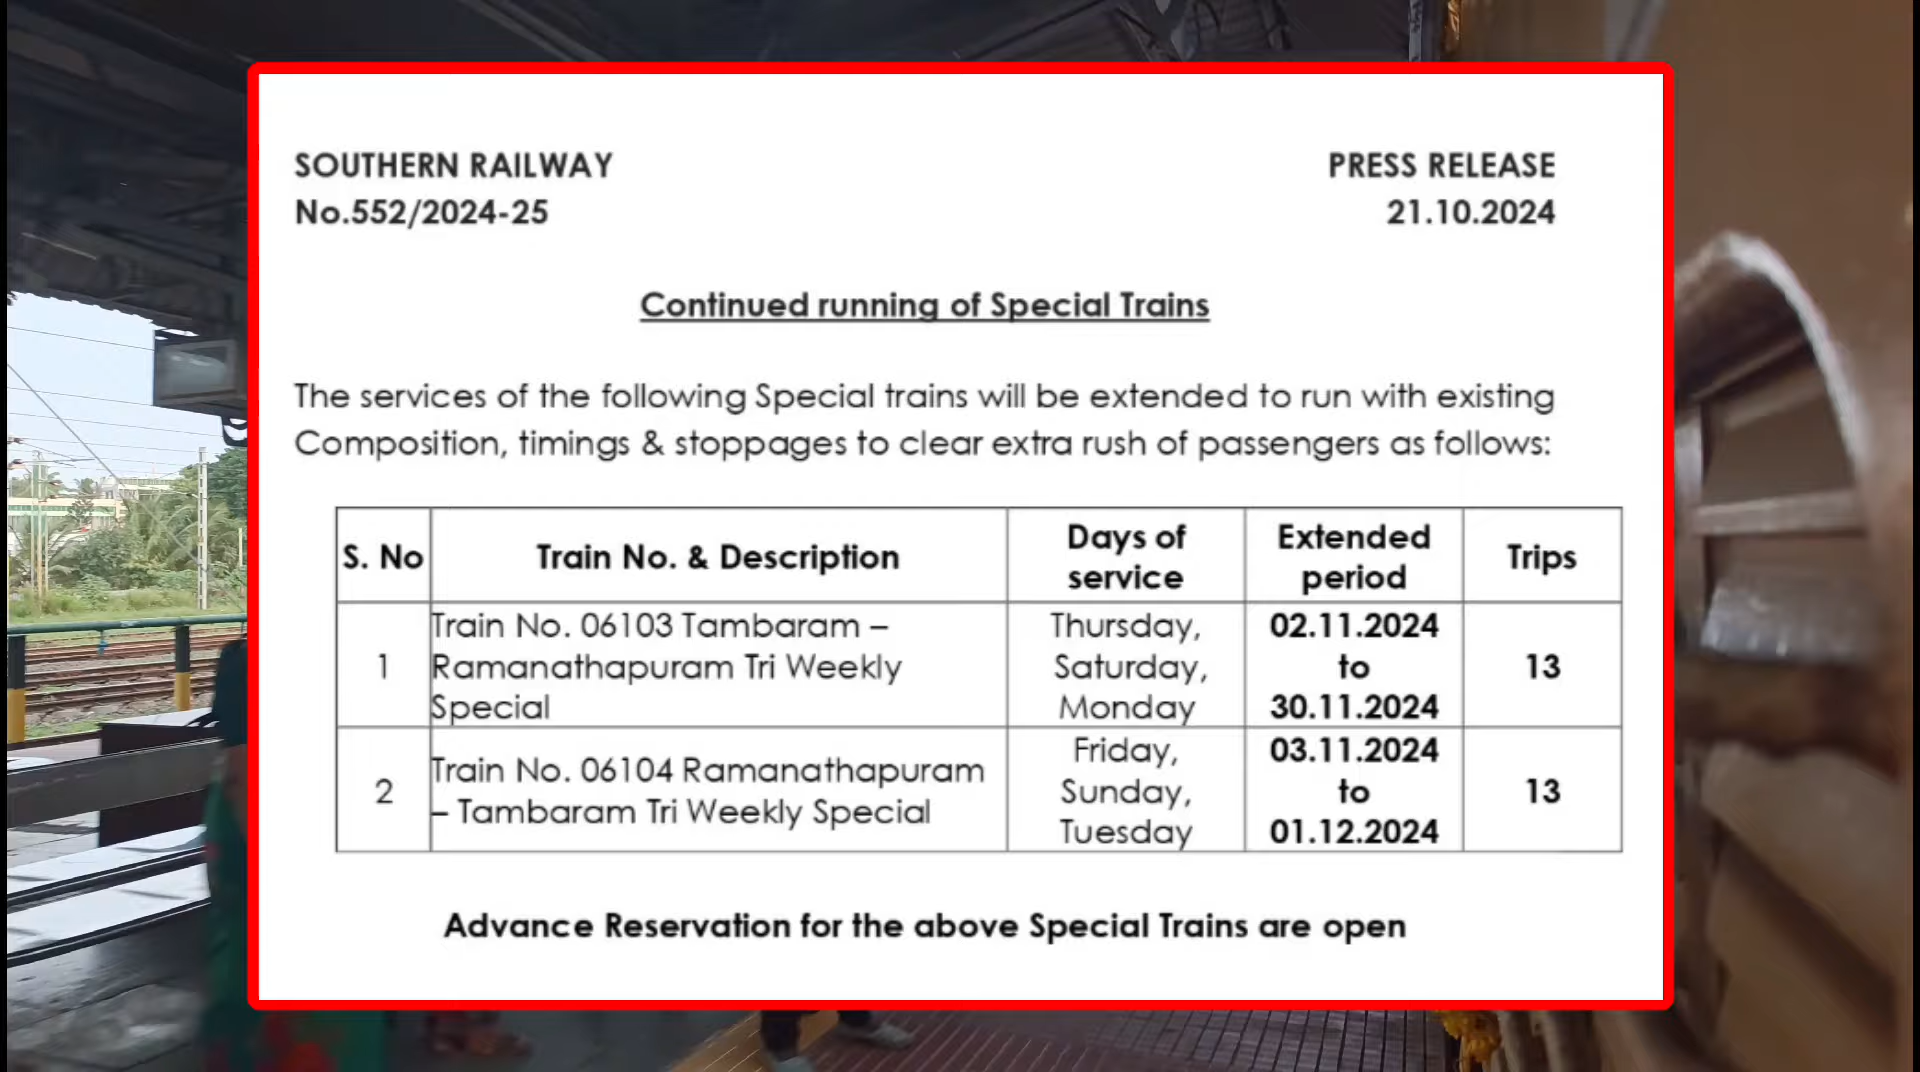 SOUTHERN RAILWAY
PRESS RELEASE
No.552/2024-25
21.10.2024
Continued running of Special Trains
The services of the following Special trains will be extended to run with existing
Composition, timings & stoppages to clear extra rush of passengers as follows:
S. No
Train No. & Description
Days of
service
Extended
period
Trips
1
Train No. 06103 Tambaram –
Ramanathapuram Tri Weekly
Special
Thursday,
Saturday,
Monday
02.11.2024
to
30.11.2024
13
2
Train No. 06104 Ramanathapuram
– Tambaram Tri Weekly Special
Friday,
Sunday,
Tuesday
03.11.2024
to
01.12.2024
13
Advance Reservation for the above Special Trains are open